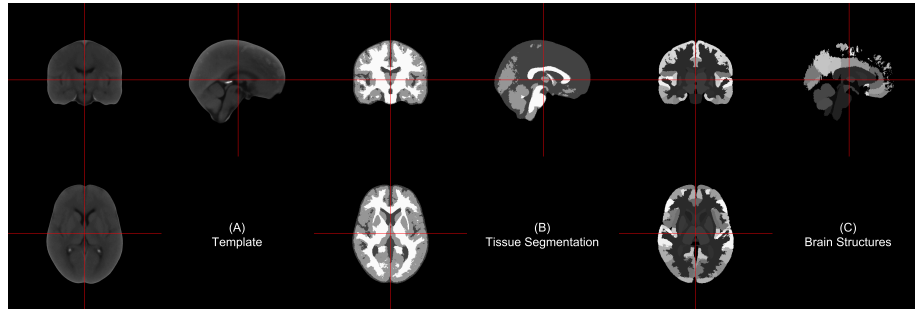 (A)
Template
(B)
Tissue Segmentation
(C)
Brain Structures